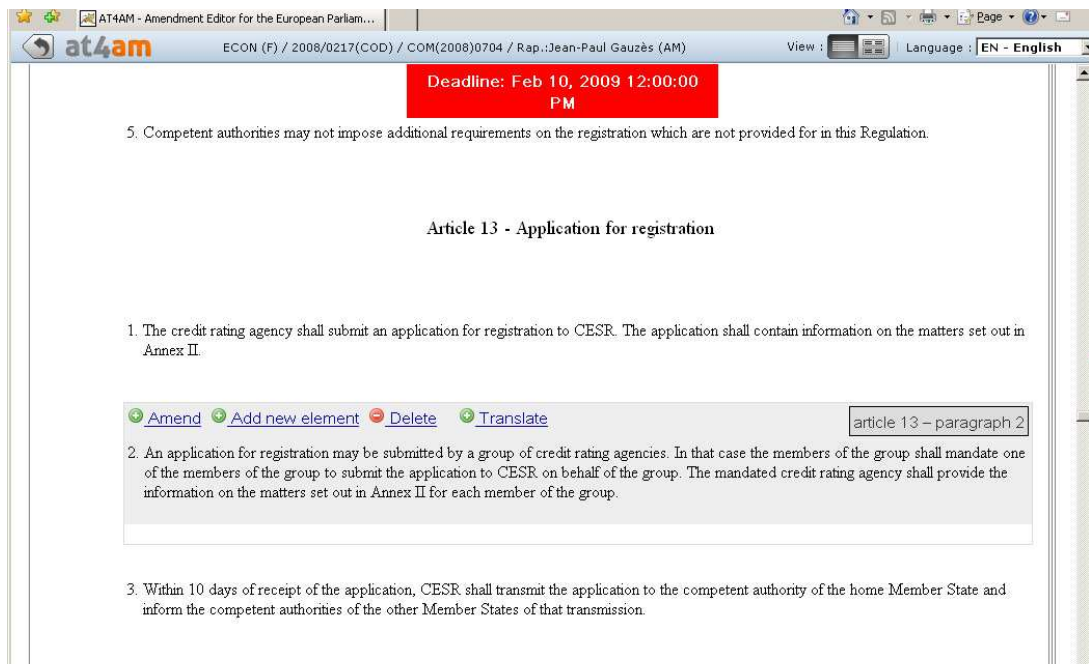 AT4AM - Amendment Editor for the European Parliam...
Page
at4am
ECON (F) / 2008/0217(COD) / COM(2008)0704 / Rap.:Jean-Paul Gauzès (AM)
View :
Language : EN - English
Deadline: Feb 10, 2009 12:00:00
PM
5. Competent authorities may not impose additional requirements on the registration which are not provided for in this Regulation.
Article 13 - Application for registration
1. The credit rating agency shall submit an application for registration to CESR. The application shall contain information on the matters set out in
Annex II.
Amend Add new element Delete Translate
article 13 – paragraph 2
2. An application for registration may be submitted by a group of credit rating agencies. In that case the members of the group shall mandate one
of the members of the group to submit the application to CESR on behalf of the group. The mandated credit rating agency shall provide the
information on the matters set out in Annex II for each member of the group.
3. Within 10 days of receipt of the application, CESR shall transmit the application to the competent authority of the home Member State and
inform the competent authorities of the other Member States of that transmission.